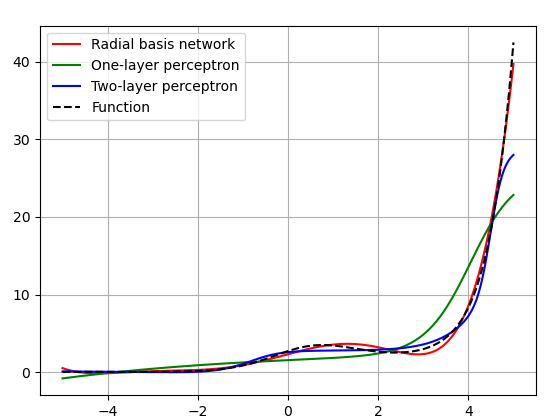 Radial basis network
One-layer perceptron
Two-layer perceptron
Function
40
30
20
10
0
−4
−2
0
2
4